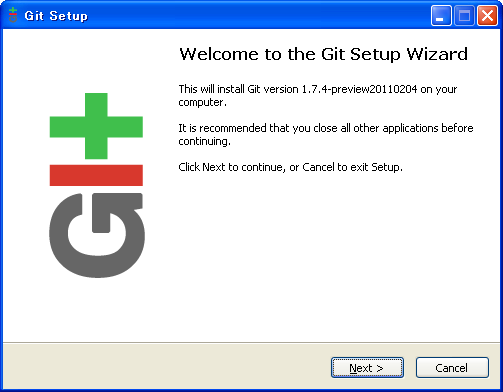 Git Setup
Welcome to the Git Setup Wizard
This will install Git version 1.7.4-preview20110204 on your
computer.
It is recommended that you close all other applications before
continuing.
Click Next to continue, or Cancel to exit Setup.
Git
Next >
Cancel